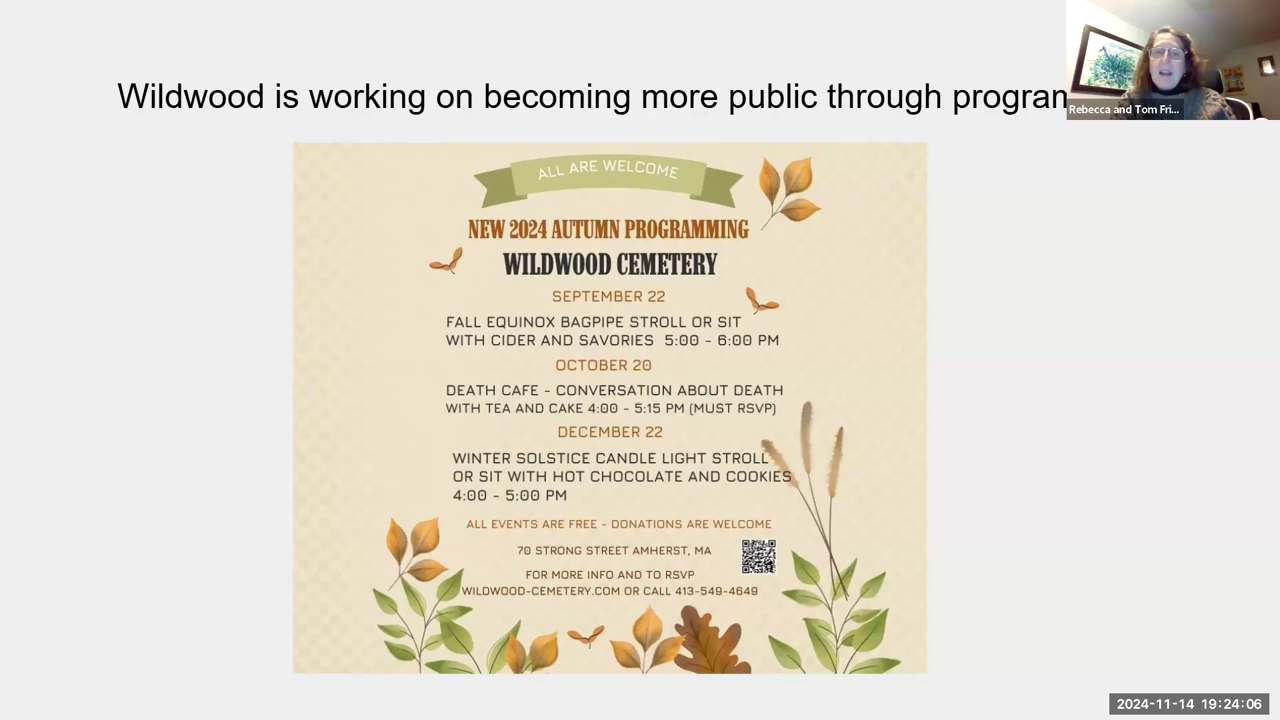 Wildwood is working on becoming more public through program
Rebecca and Tom Fri...
ALL ARE WELCOME
NEW 2024 AUTUMN PROGRAMMING
WILDWOOD CEMETERY
SEPTEMBER 22
FALL EQUINOX BAGPIPE STROLL OR SIT
WITH CIDER AND SAVORIES 5:00 - 6:00 PM
OCTOBER 20
DEATH CAFE - CONVERSATION ABOUT DEATH
WITH TEA AND CAKE 4:00 - 5:15 PM (MUST RSVP)
DECEMBER 22
WINTER SOLSTICE CANDLE LIGHT STROLL
OR SIT WITH HOT CHOCOLATE AND COOKIES
4:00 - 5:00 PM
ALL EVENTS ARE FREE - DONATIONS ARE WELCOME
70 STRONG STREET AMHERST, MA
FOR MORE INFO AND TO RSVP
WILDWOOD-CEMETERY.COM OR CALL 413-549-4649
2024-11-14 19:24:06